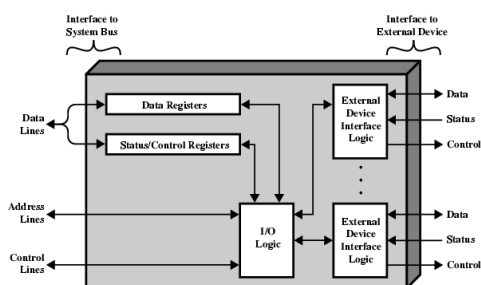 Interface to
System Bus
Interface to
External Device
Data Registers
Status/Control Registers
Data
Lines
Address
Lines
Control
Lines
I/O
Logic
External
Device
Interface
Logic
Data
Status
Control
External
Device
Interface
Logic
Data
Status
Control